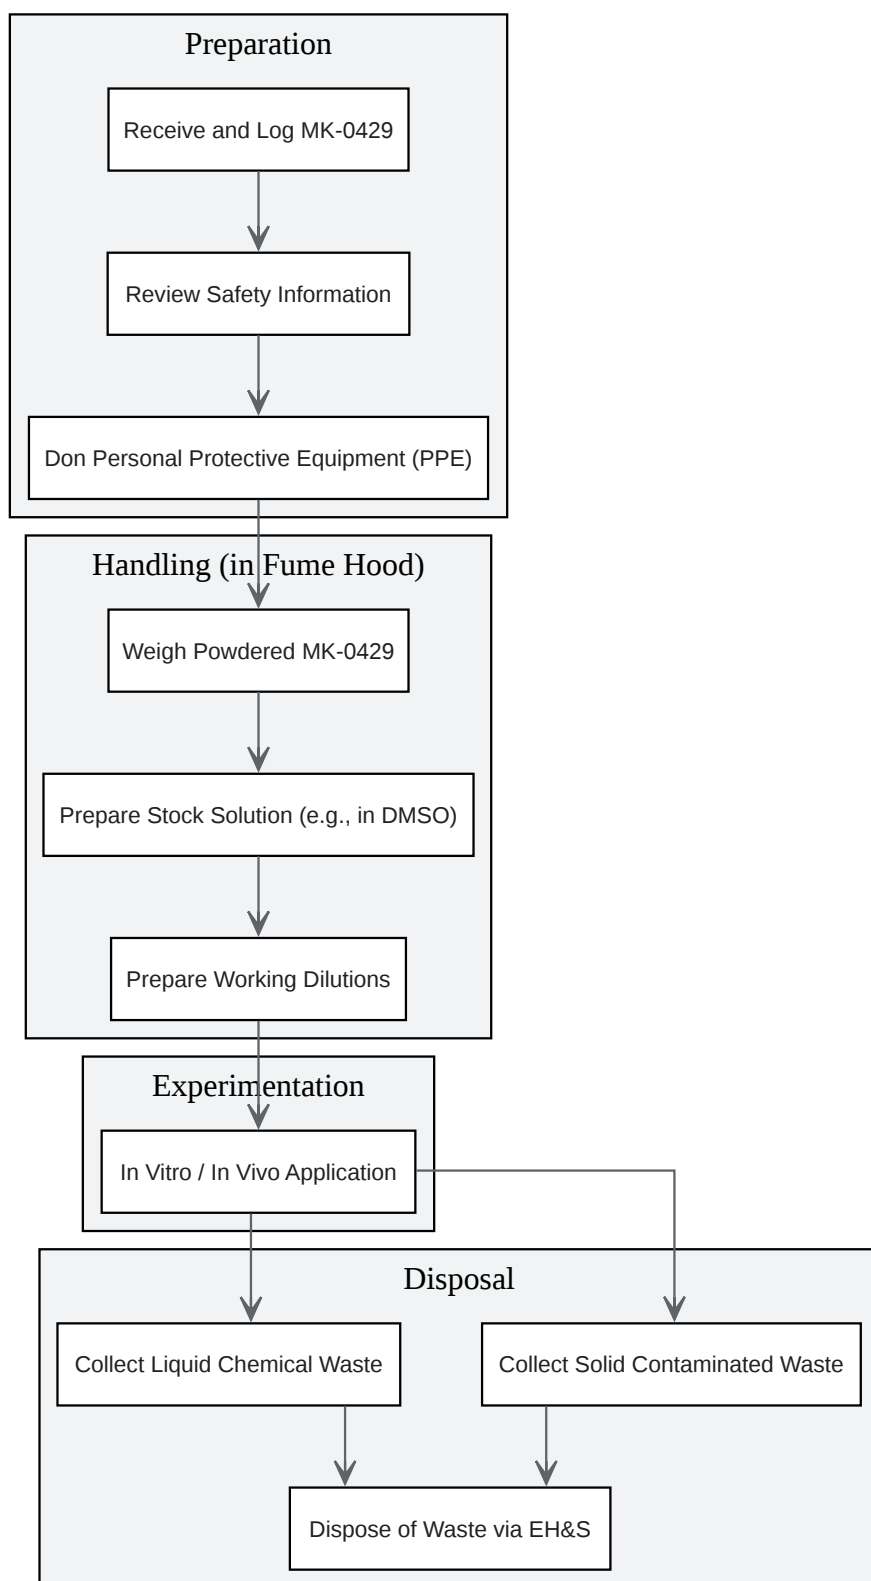 Preparation
Receive and Log MK-0429
Review Safety Information
Don Personal Protective Equipment (PPE)
Handling (in Fume Hood)
Weigh Powdered MK-0429
Prepare Stock Solution (e.g., in DMSO)
Prepare Working Dilutions
Experimentation
In Vitro / In Vivo Application
Disposal
Collect Liquid Chemical Waste
Collect Solid Contaminated Waste
Dispose of Waste via EH&S